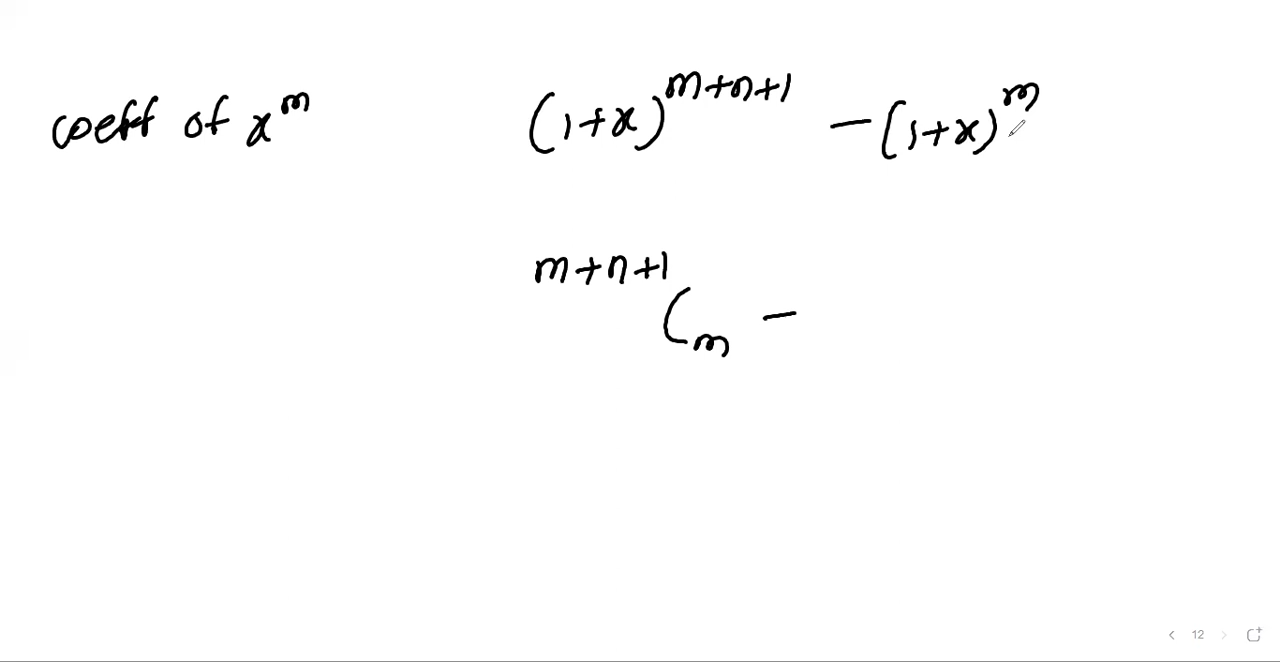 coeff of x^m (1+x)^{m+n+1} - (1+x)^m
^{m+n+1}C_m -
12